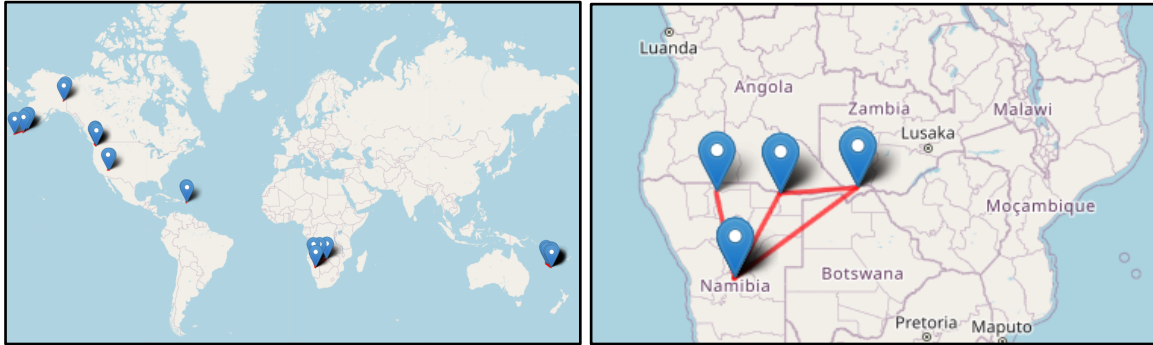 Luanda
Angola
Zambia
Malawi
Lusaka
Moçambique
Namibia
Botswana
Pretoria
Maputo